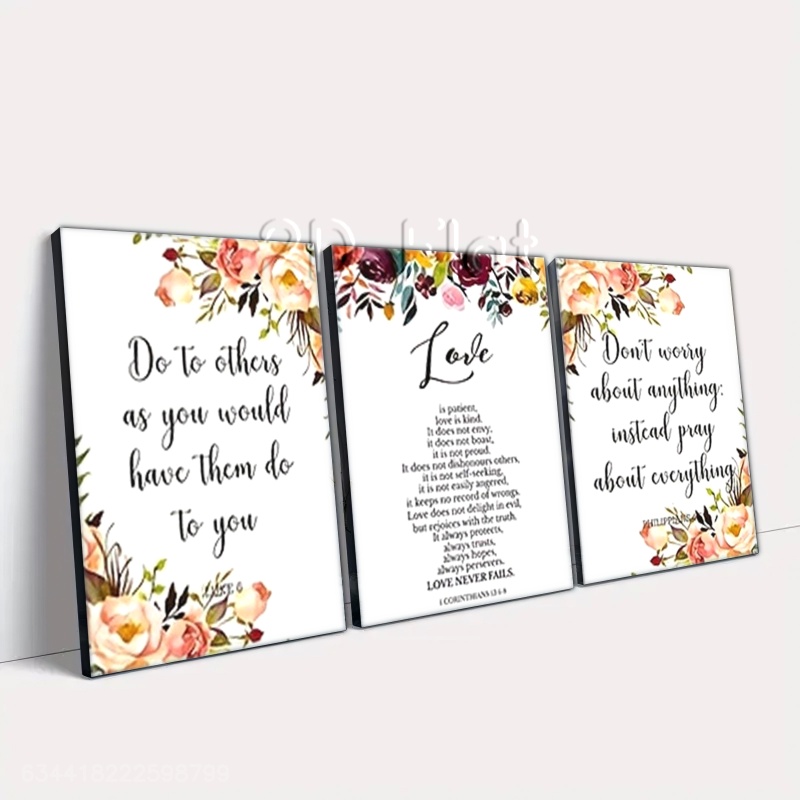 2D Flat
Do to others
as you would
have them do
to you
LUKE 6
Love
is patient,
love is kind.
It does not envy,
it does not boast,
it is not proud.
It does not dishonours others,
it is not self-seeking,
it is not easily angered,
it keeps no record of wrongs.
Love does not delight in evil,
but rejoices with the truth.
It always protects,
always trusts,
always hopes,
always perseveres.
LOVE NEVER FAILS.
1 CORINTHIANS 13 4-8
Don't worry
about anything:
instead pray
about everything
PHILIPPIANS
634418222598799